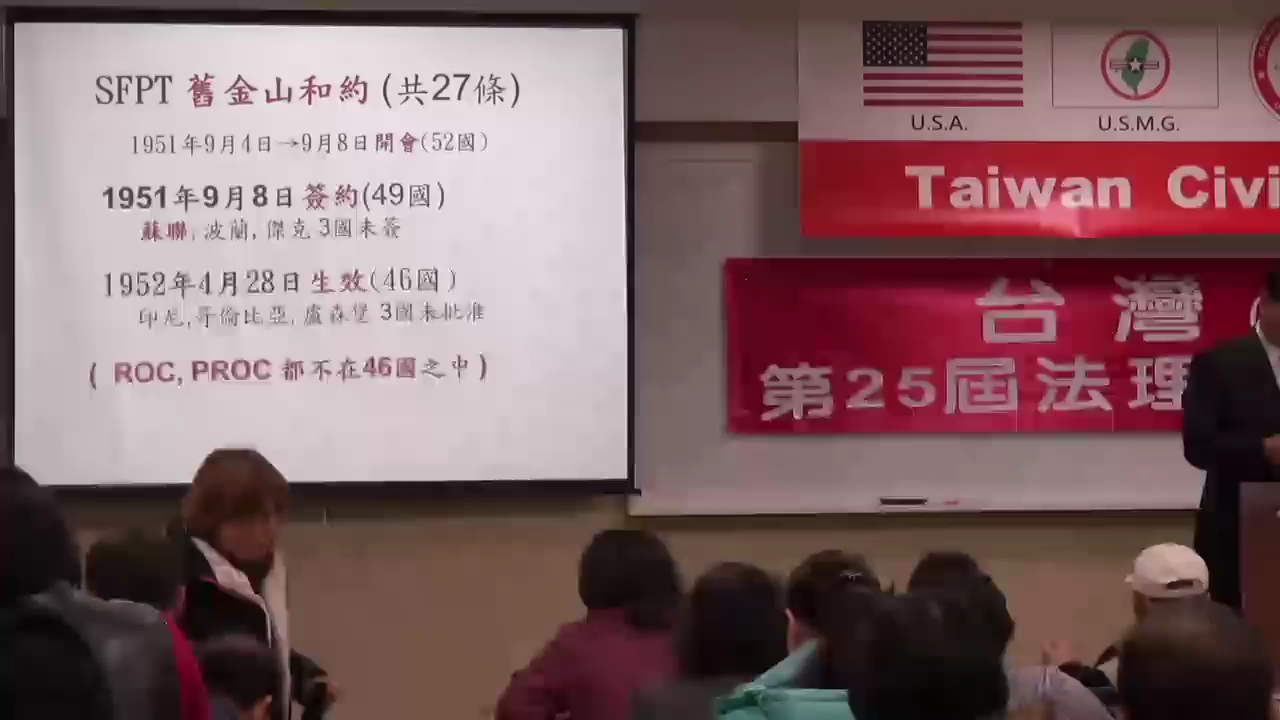 SFPT 舊金山和約 (共27條)
1951年9月4日→9月8日開會(52國)
1951年9月8日簽約(49國)
蘇聯, 波蘭, 傑克 3國未簽
1952年4月28日生效(46國)
印尼,哥倫比亞,盧森堡 3國未批准
( ROC, PROC 都不在46國之中)
U.S.A.
U.S.M.G.
Taiwan Civi
台灣
第25屆法理